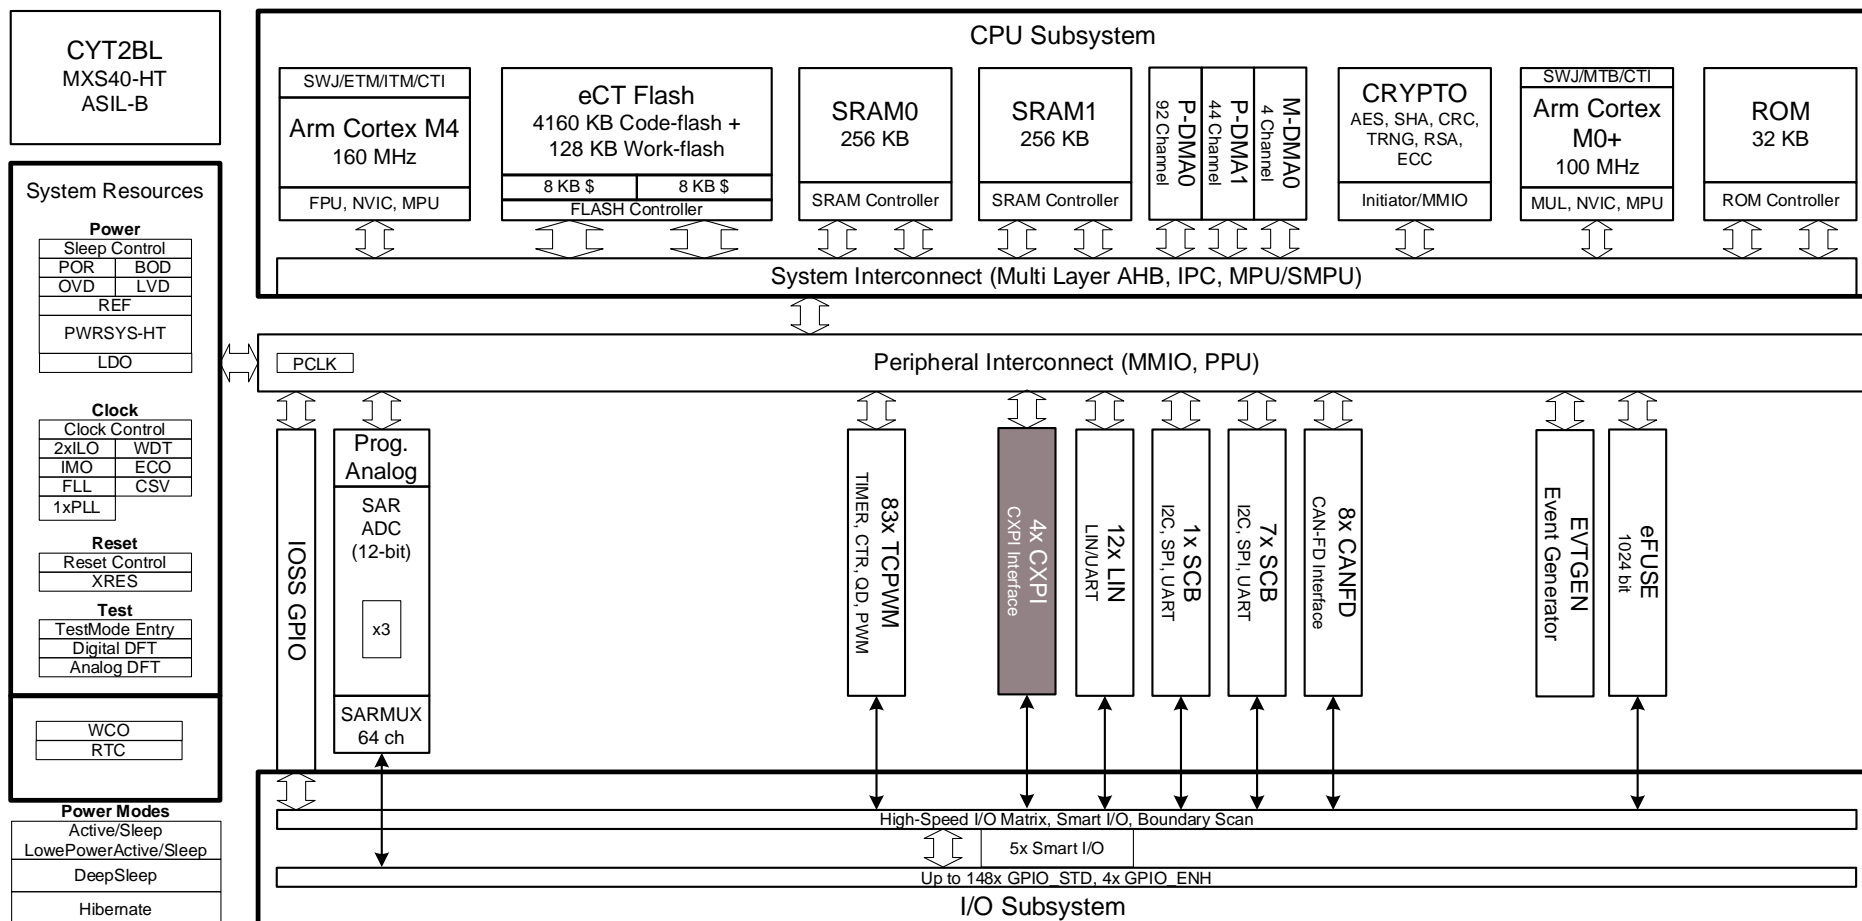 CYT2BL
MXS40-HT
ASIL-B
System Resources
Power
Sleep Control
POR BOD
OVD LVD
REF
PWRSYS-HT
LDO
Clock
Clock Control
2xILO WDT
IMO ECO
FLL CSV
1xPLL
Reset
Reset Control
XRES
Test
TestMode Entry
Digital DFT
Analog DFT
WCO
RTC
Power Modes
Active/Sleep
LowePowerActive/Sleep
DeepSleep
Hibernate
CPU Subsystem
SWJ/ETM/ITM/CTI
Arm Cortex M4
160 MHz
FPU, NVIC, MPU
eCT Flash
4160 KB Code-flash +
128 KB Work-flash
8 KB $ 8 KB $
FLASH Controller
SRAM0
256 KB
SRAM Controller
SRAM1
256 KB
SRAM Controller
P-DMA0
92 Channel
P-DMA1
44 Channel
M-DMA0
4 Channel
CRYPTO
AES, SHA, CRC,
TRNG, RSA,
ECC
Initiator/MMIO
SWJ/MTB/CTI
Arm Cortex
M0+
100 MHz
MUL, NVIC, MPU
ROM
32 KB
ROM Controller
System Interconnect (Multi Layer AHB, IPC, MPU/SMPU)
PCLK
Peripheral Interconnect (MMIO, PPU)
IOSS GPIO
Prog.
Analog
SAR
ADC
(12-bit)
x3
SARMUX
64 ch
83x TCPWM
TIMER, CTR, QD, PWM
4x CXPI
CXPI Interface
12x LIN
LIN/UART
1x SCB
I2C, SPI, UART
7x SCB
I2C, SPI, UART
8x CANFD
CAN-FD Interface
EVTGEN
Event Generator
eFUSE
1024 bit
High-Speed I/O Matrix, Smart I/O, Boundary Scan
5x Smart I/O
Up to 148x GPIO_STD, 4x GPIO_ENH
I/O Subsystem